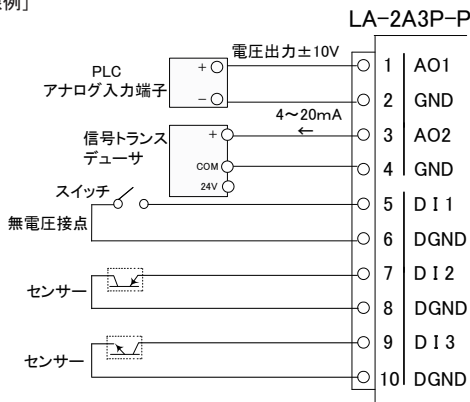 線例」
LA-2A3P-P
電圧出力±10V
PLC
アナログ入力端子
+
-
1 AO1
2 GND
4～20mA
←
信号トランス
デューサ
+
COM
24V
3 AO2
4 GND
スイッチ
無電圧接点
5 DI1
6 DGND
センサー
7 DI2
8 DGND
センサー
9 DI3
10 DGND